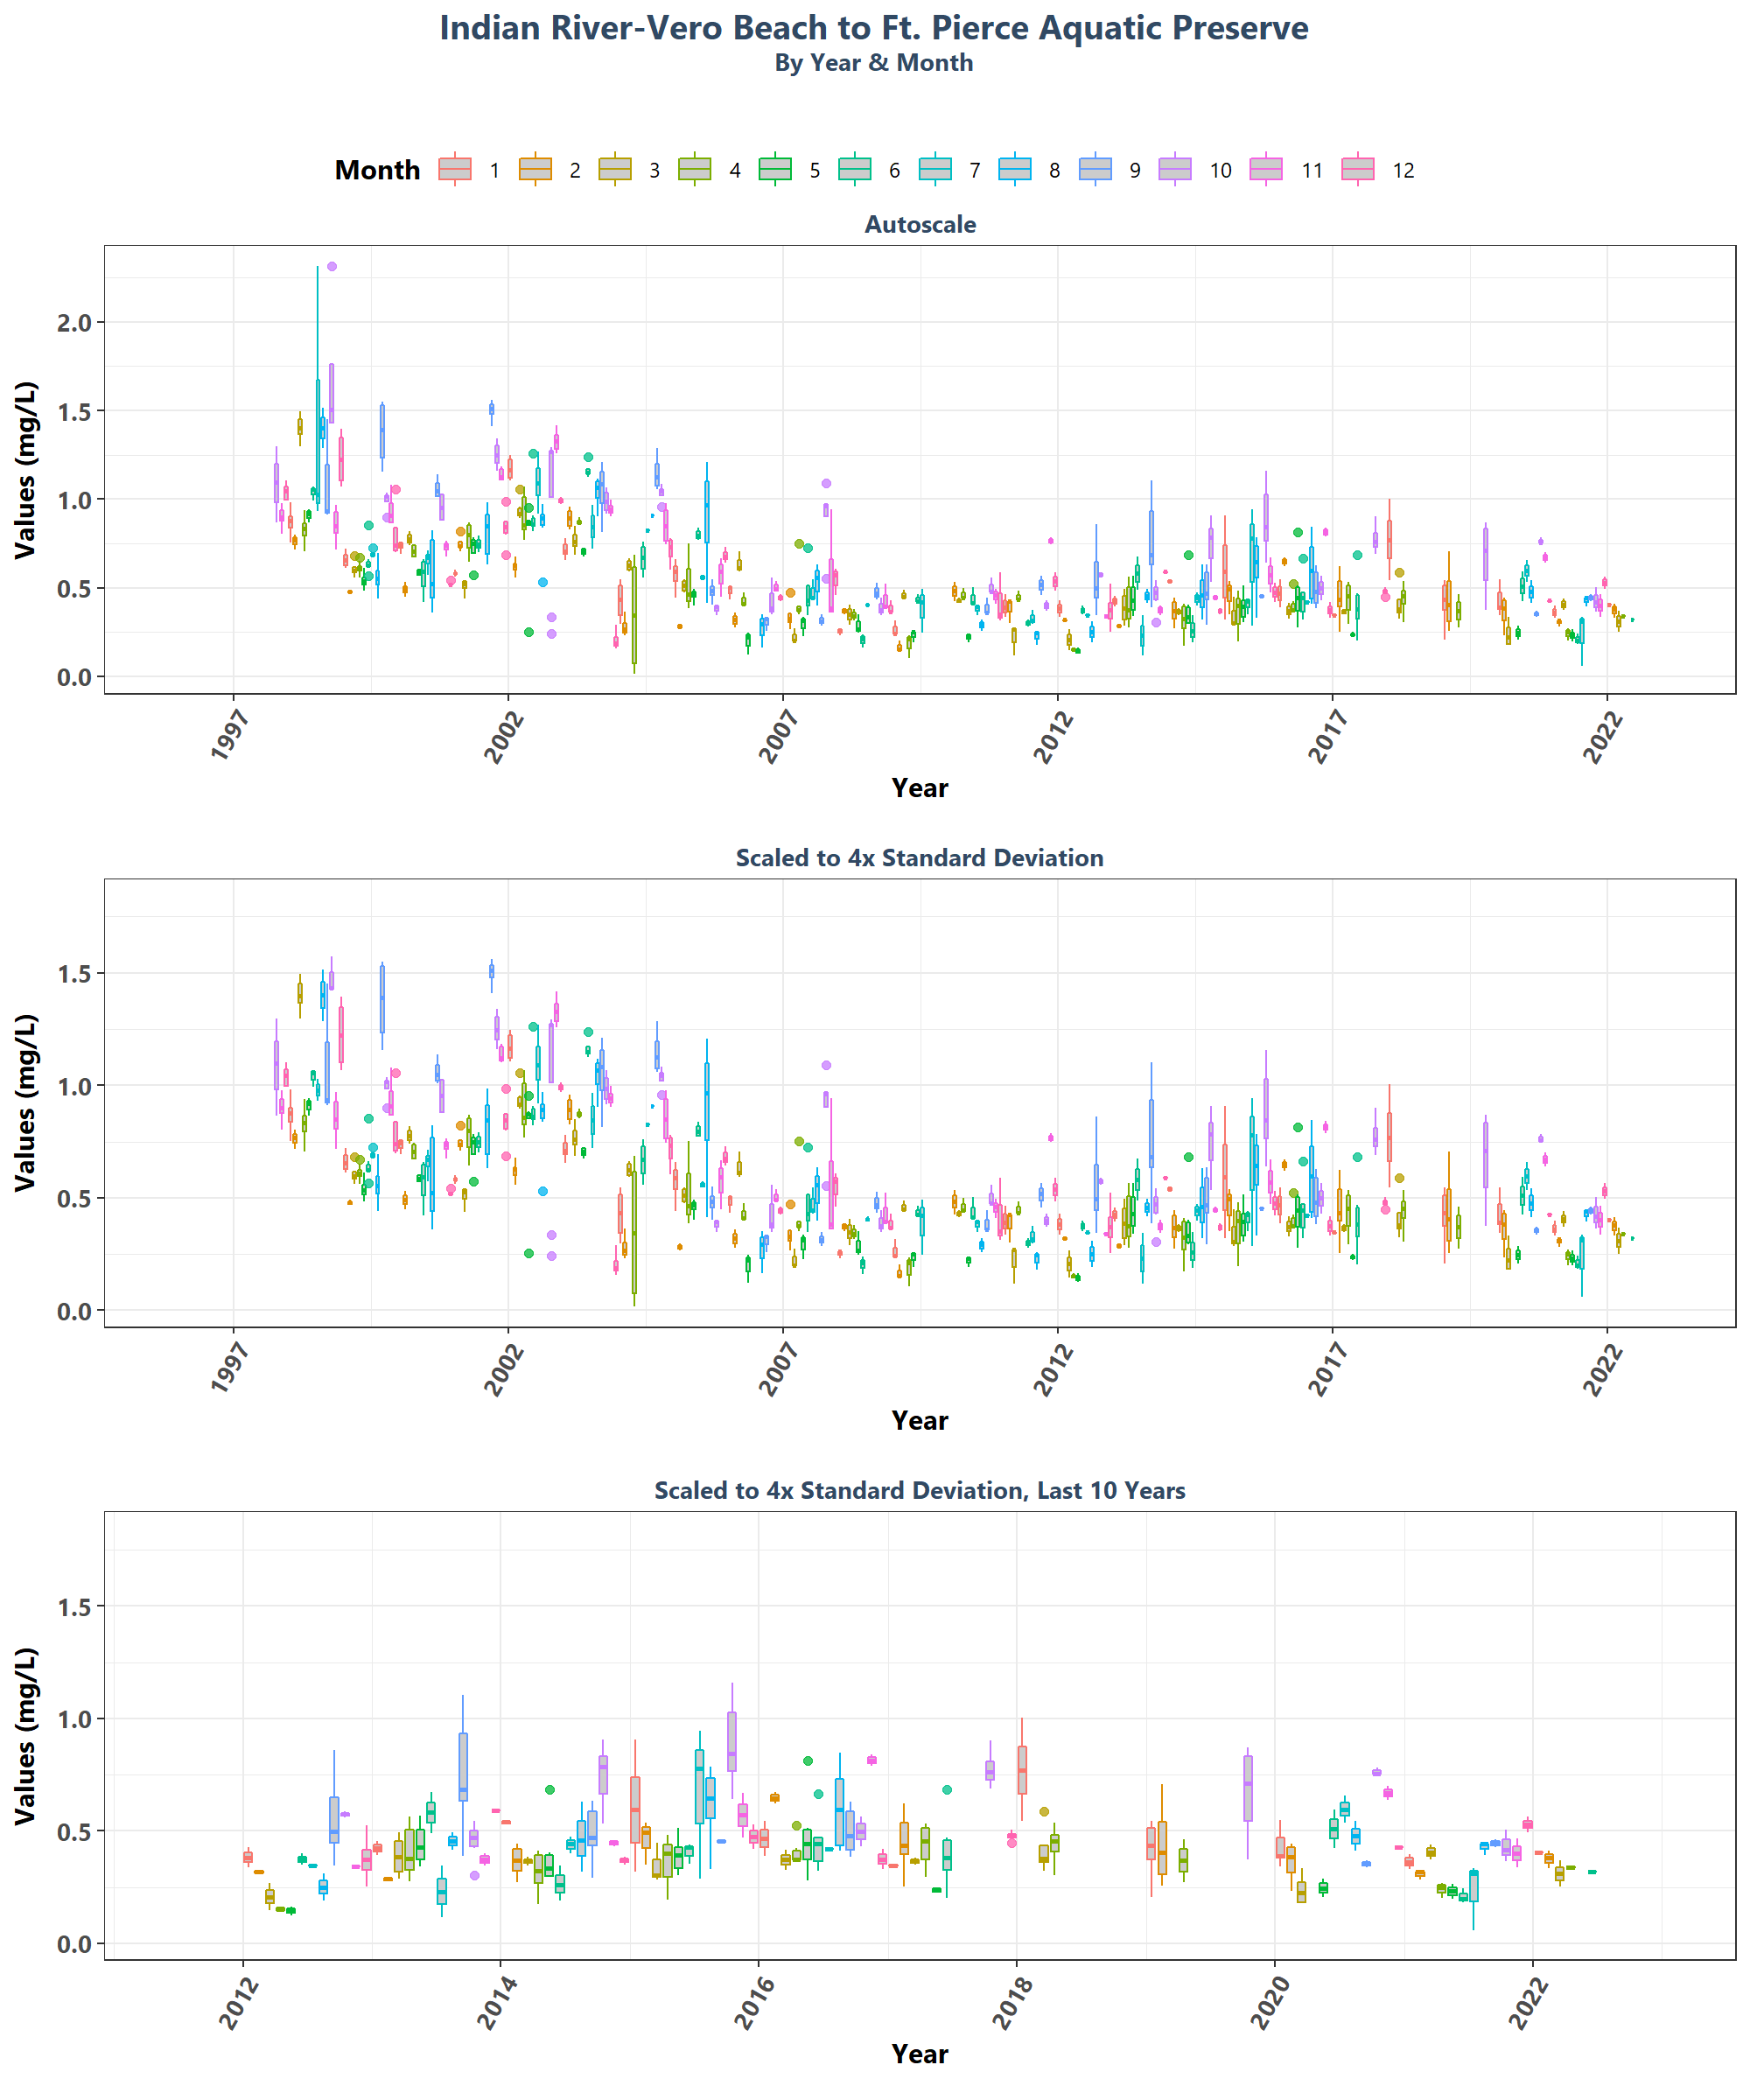 Indian River-Vero Beach to Ft. Pierce Aquatic Preserve
By Year & Month
Month 1 2 3 4 5 6 7 8 9 10 11 12
Autoscale
Values (mg/L)
2.0
1.5
1.0
0.5
0.0
1997 2002 2007 2012 2017 2022
Year
Scaled to 4x Standard Deviation
Values (mg/L)
1.5
1.0
0.5
0.0
1997 2002 2007 2012 2017 2022
Year
Scaled to 4x Standard Deviation, Last 10 Years
Values (mg/L)
1.5
1.0
0.5
0.0
2012 2014 2016 2018 2020 2022
Year